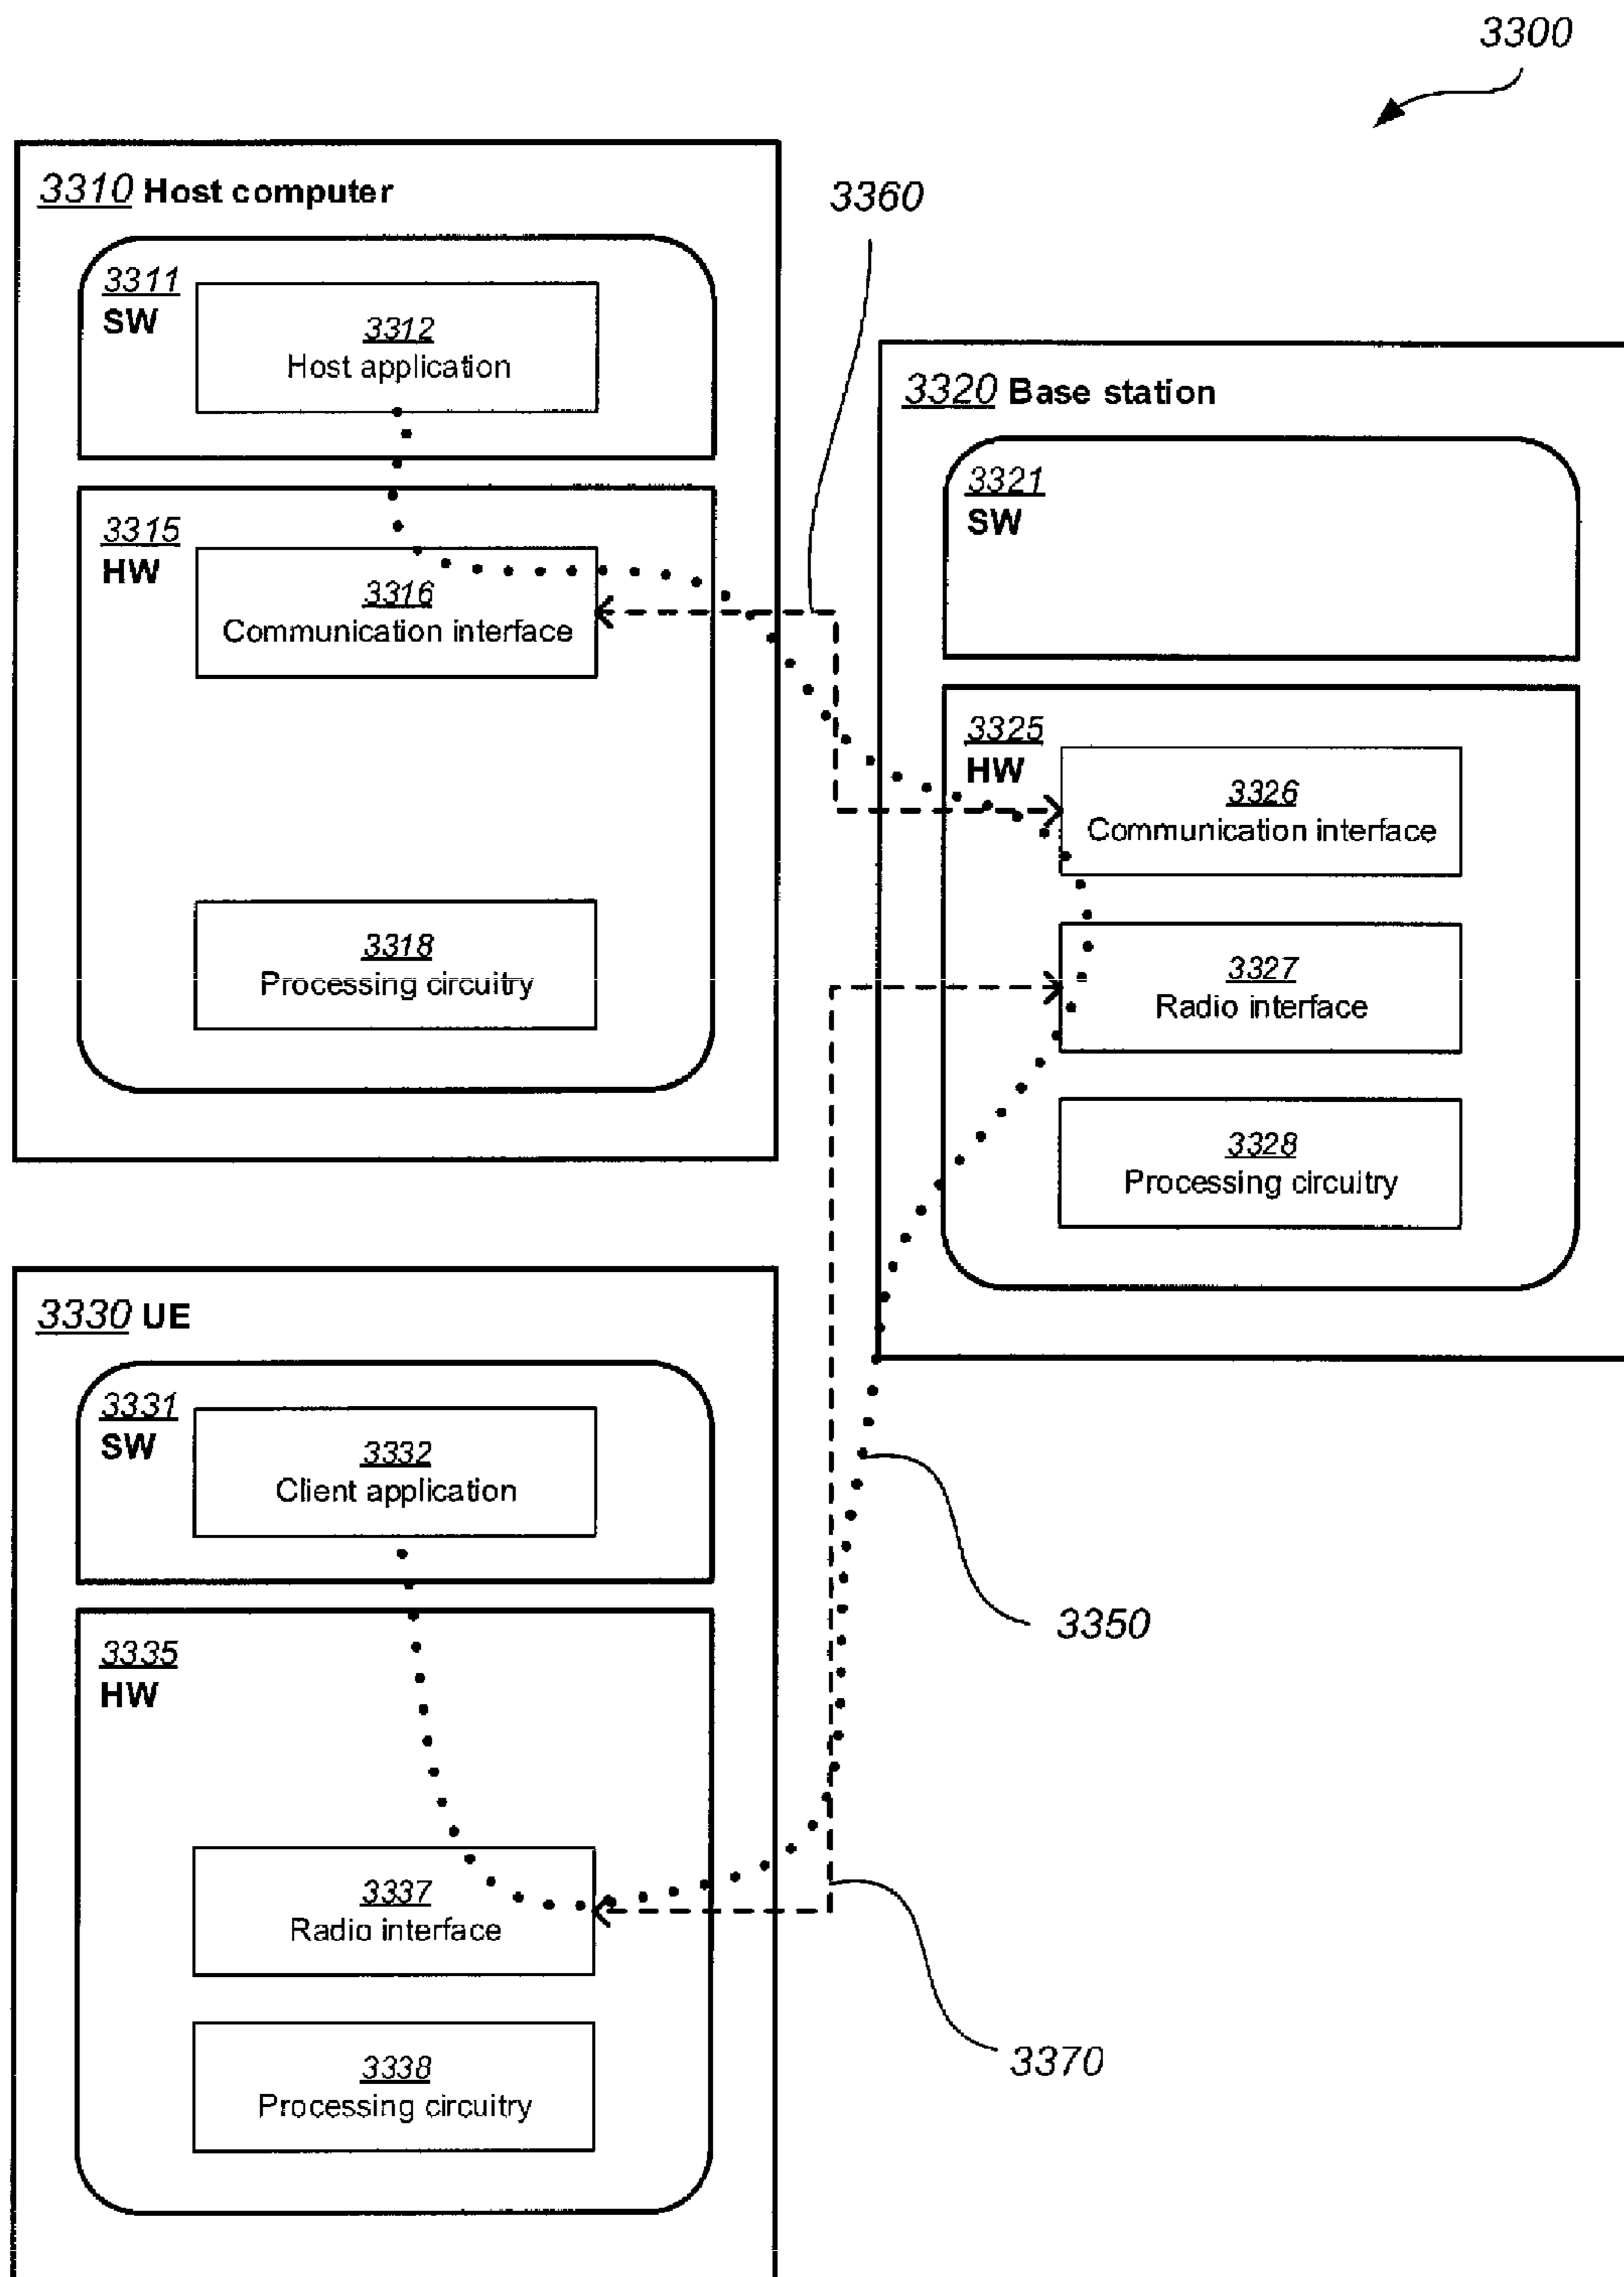 3300
3310 Host computer
3311
SW
3312
Host application
3315
HW
3316
Communication interface
3318
Processing circuitry
3360
3320 Base station
3321
SW
3325
HW
3326
Communication interface
3327
Radio interface
3328
Processing circuitry
3330 UE
3331
SW
3332
Client application
3335
HW
3337
Radio interface
3338
Processing circuitry
3350
3370